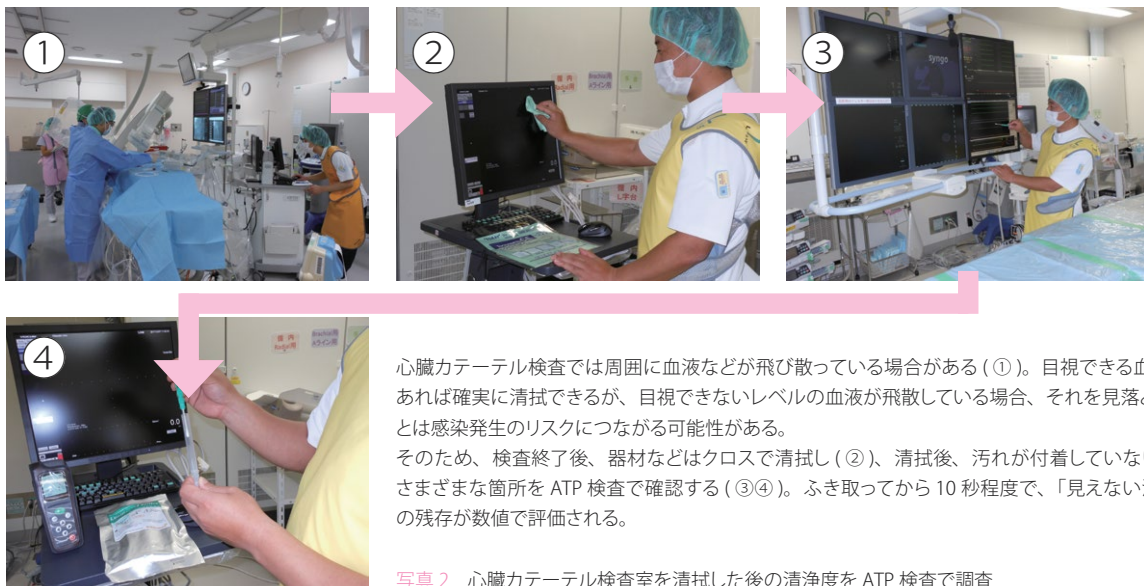 ①
②
③
syngo
④
心臓カテーテル検査では周囲に血液などが飛び散っている場合がある ( ① )。目視できる血
あれば確実に清拭できるが、目視できないレベルの血液が飛散している場合、それを見落と
とは感染発生のリスクにつながる可能性がある。
そのため、検査終了後、器材などはクロスで清拭し ( ② )、清拭後、汚れが付着していない
さまざまな箇所を ATP 検査で確認する ( ③④ )。ふき取ってから 10 秒程度で、「見えない汚
の残存が数値で評価される。
写真 2 心臓カテーテル検査室を清拭した後の清浄度を ATP 検査で調査